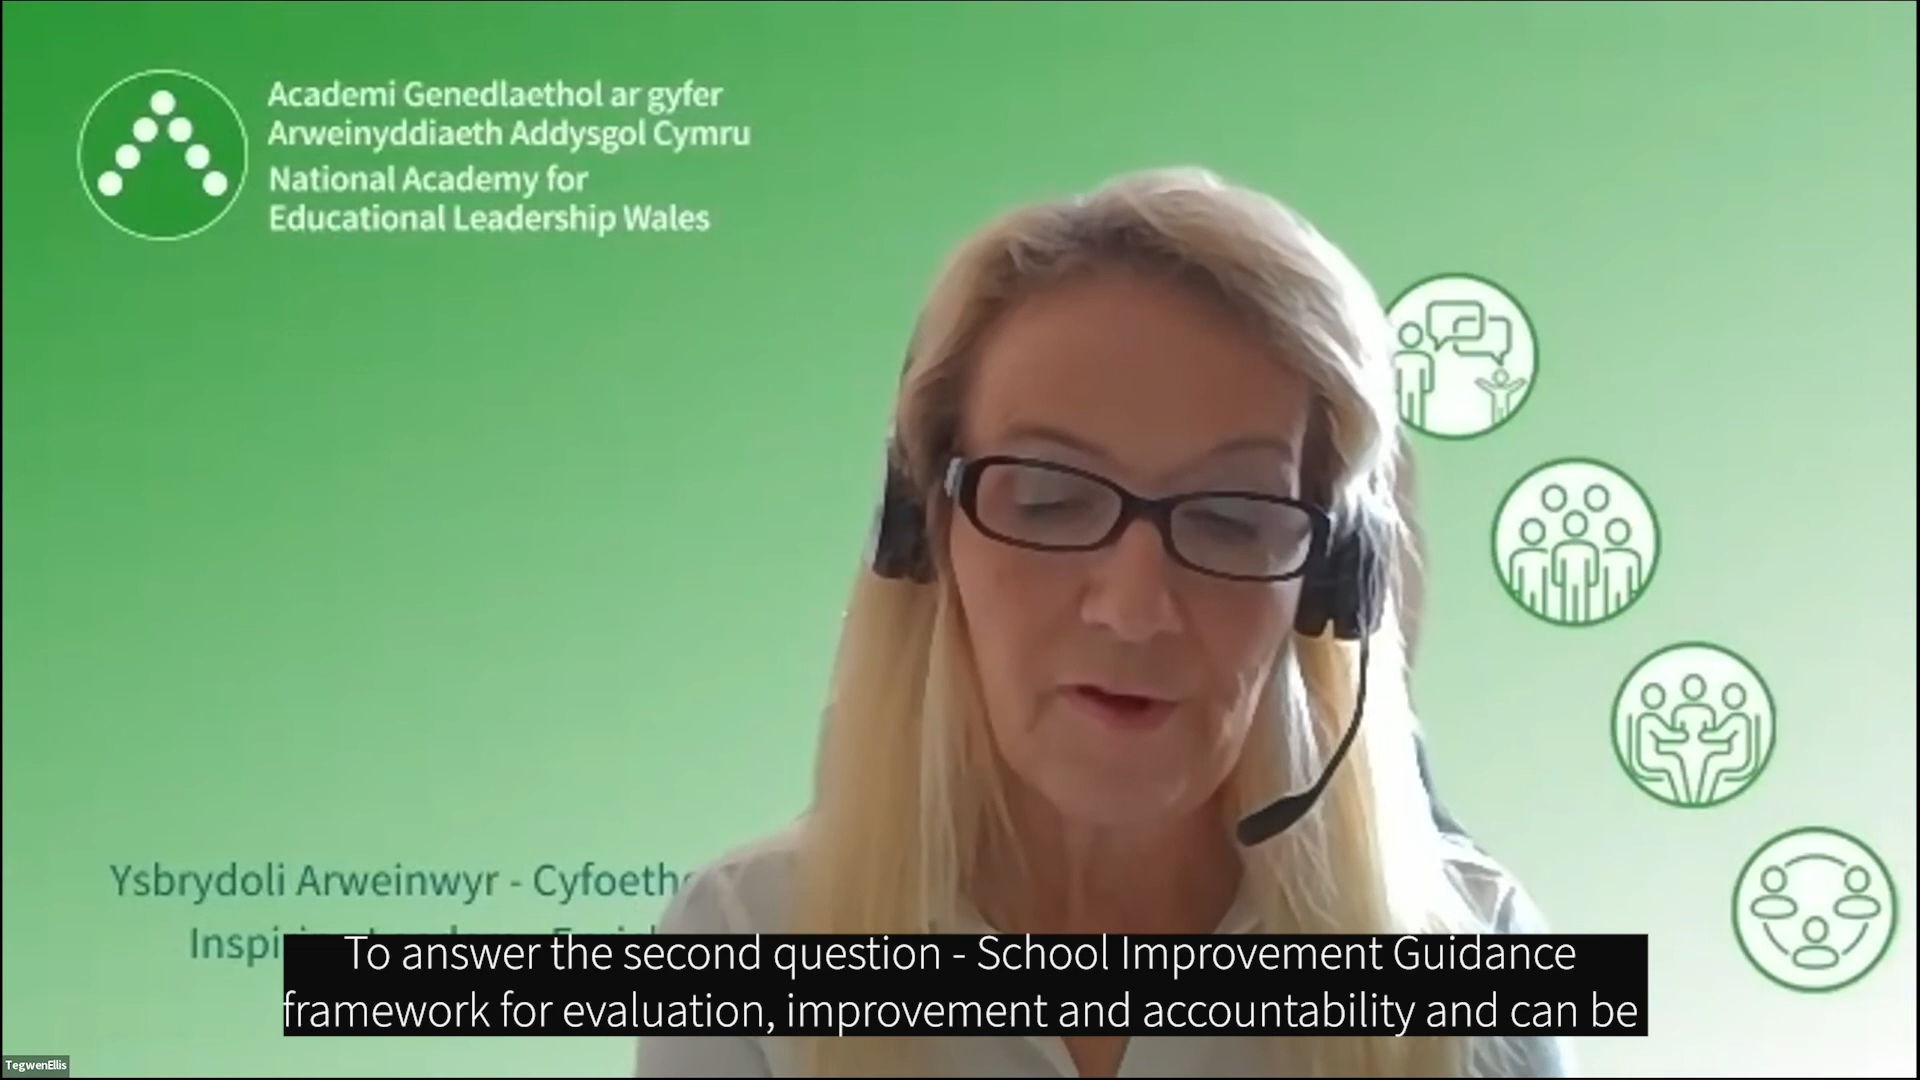 Academi Genedlaethol ar gyfer
Arweinyddiaeth Addysgol Cymru
National Academy for
Educational Leadership Wales
Ysbrydoli Arweinwyr - Cyfoetho
To answer the second question - School Improvement Guidance
framework for evaluation, improvement and accountability and can be
TegwenEllis